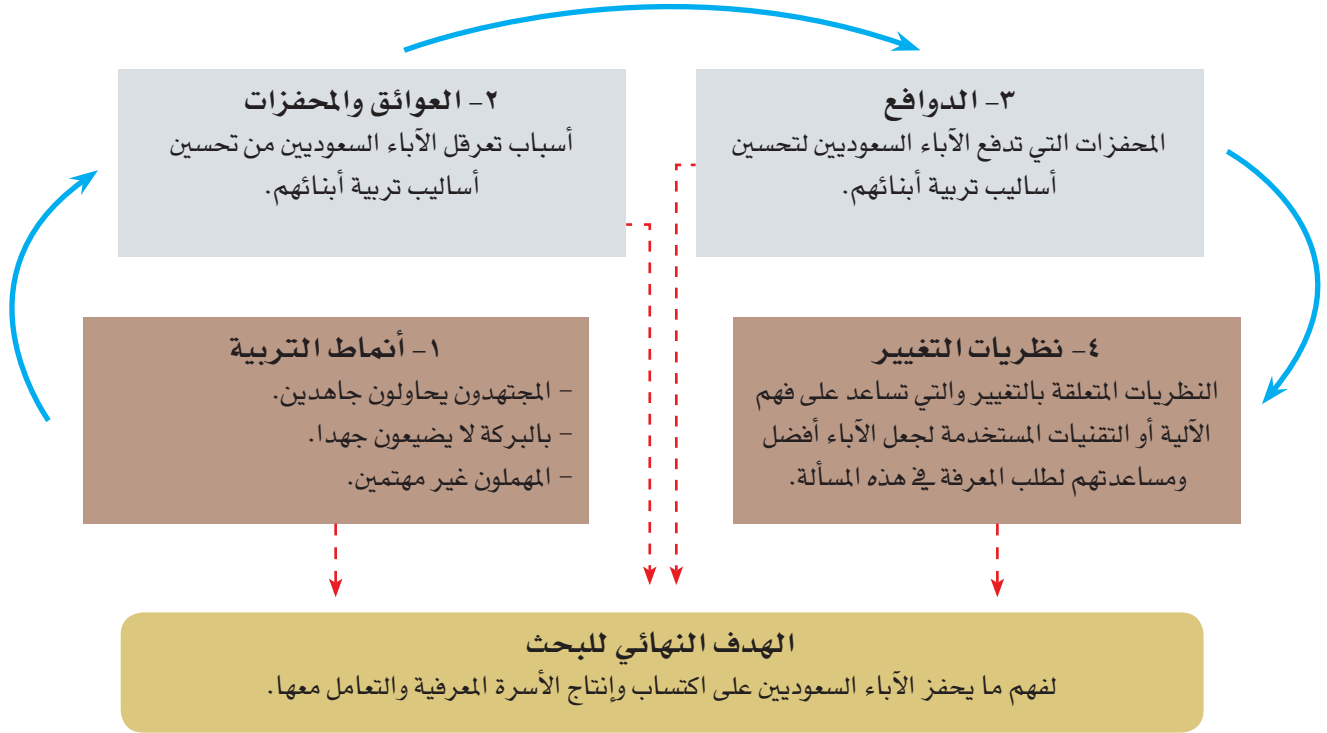 ٢- العوائق والمحفزات
أسباب تعرقل الآباء السعوديين من تحسين
أساليب تربية أبنائهم.
٣- الدوافع
المحفزات التي تدفع الآباء السعوديين لتحسين
أساليب تربية أبنائهم.
١- أنماط التربية
- المجتهدون يحاولون جاهدين.
- بالبركة لا يضيعون جهدا.
- المهملون غير مهتمين.
٤- نظريات التغيير
النظريات المتعلقة بالتغيير والتي تساعد على فهم
الآلية أو التقنيات المستخدمة لجعل الآباء أفضل
ومساعدتهم لطلب المعرفة في هذه المسألة.
الهدف النهائي للبحث
لفهم ما يحفز الآباء السعوديين على اكتساب وإنتاج الأسرة المعرفية والتعامل معها.